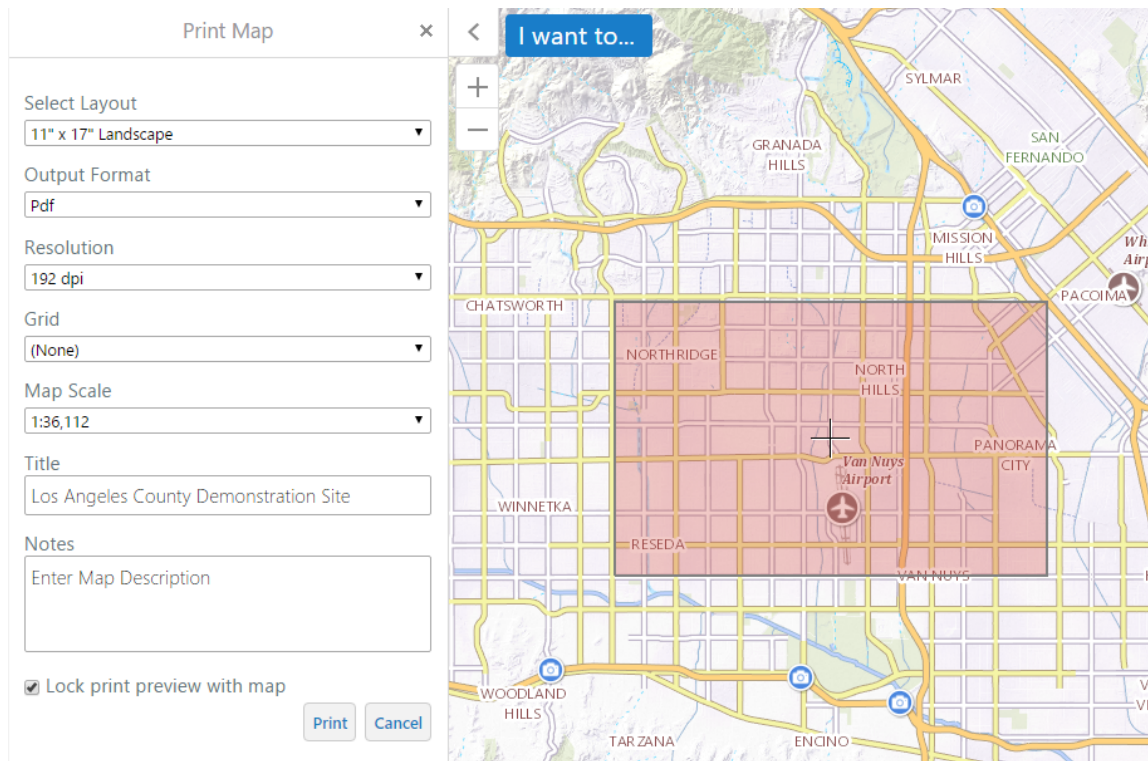 Print Map ×
Select Layout
11" x 17" Landscape
Output Format
Pdf
Resolution
192 dpi
Grid
(None)
Map Scale
1:36,112
Title
Los Angeles County Demonstration Site
Notes
Enter Map Description
Lock print preview with map
Print Cancel
I want to...
+
−
SYLMAR
SAN
FERNANDO
GRANADA
HILLS
MISSION
HILLS
Wh
Airp
PACOIMA
CHATSWORTH
NORTHRIDGE
NORTH
HILLS
PANORAMA
CITY
Van Nuys
Airport
WINNETKA
RESEDA
VAN NUYS
WOODLAND
HILLS
TARZANA
ENCINO